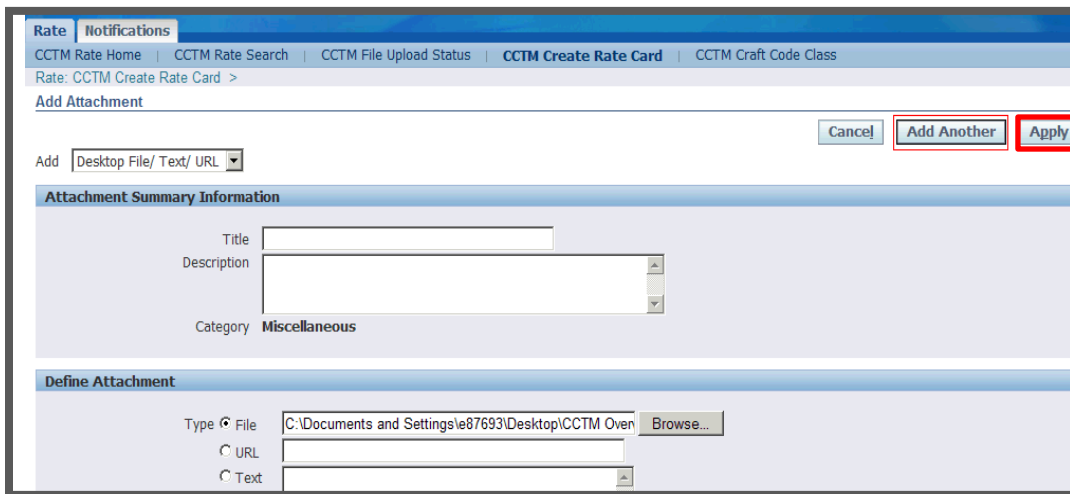 Rate Notifications
CCTM Rate Home | CCTM Rate Search | CCTM File Upload Status | CCTM Create Rate Card | CCTM Craft Code Class
Rate: CCTM Create Rate Card >
Add Attachment
Cancel Add Another Apply
Add Desktop File/ Text/ URL
Attachment Summary Information
Title
Description
Category Miscellaneous
Define Attachment
Type File C:\Documents and Settings\e87693\Desktop\CCTM Over Browse...
URL
Text